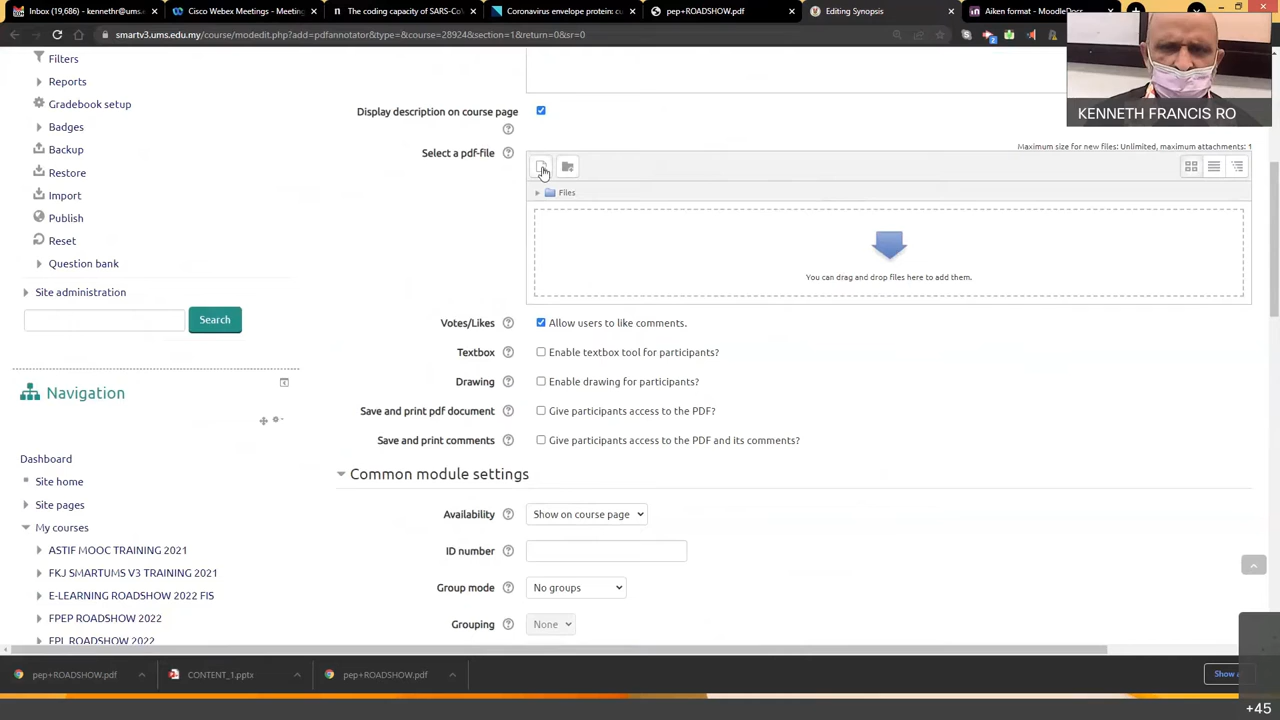 Inbox (19,686) - kenneth@ums.
Cisco Webex Meetings - Meetin
The coding capacity of SARS-CoV
Coronavirus envelope protein: cu
pep+ROADSHOW.pdf
Editing Synopsis
Aiken format - MoodleDocs
smartv3.ums.edu.my/course/modedit.php?add=pdfannotator&type=&course=28924&section=1&return=0&sr=0
KENNETH FRANCIS RO
Filters
Reports
Gradebook setup
Badges
Backup
Restore
Import
Publish
Reset
Question bank
Site administration
Search
Navigation
Dashboard
Site home
Site pages
My courses
ASTIF MOOC TRAINING 2021
FKJ SMARTUMS V3 TRAINING 2021
E-LEARNING ROADSHOW 2022 FIS
FPEP ROADSHOW 2022
FPL ROADSHOW 2022
Display description on course page
Select a pdf-file
Maximum size for new files: Unlimited, maximum attachments: 1
Files
You can drag and drop files here to add them.
Votes/Likes Allow users to like comments.
Textbox Enable textbox tool for participants?
Drawing Enable drawing for participants?
Save and print pdf document Give participants access to the PDF?
Save and print comments Give participants access to the PDF and its comments?
Common module settings
Availability Show on course page
ID number
Group mode No groups
Grouping None
pep+ROADSHOW.pdf
CONTENT_1.pptx
pep+ROADSHOW.pdf
Show a
+45